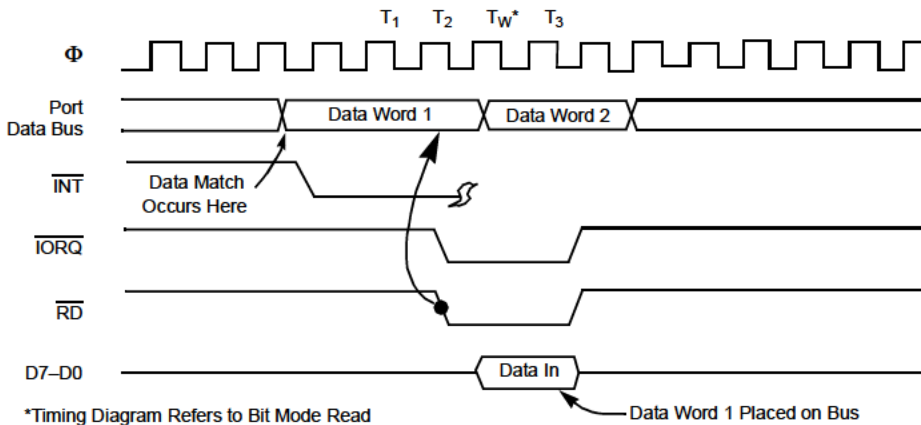 T1 T2 TW* T3
Φ
Port
Data Bus
Data Word 1 Data Word 2
INT
Data Match
Occurs Here
IORQ
RD
D7–D0 Data In
*Timing Diagram Refers to Bit Mode Read
Data Word 1 Placed on Bus